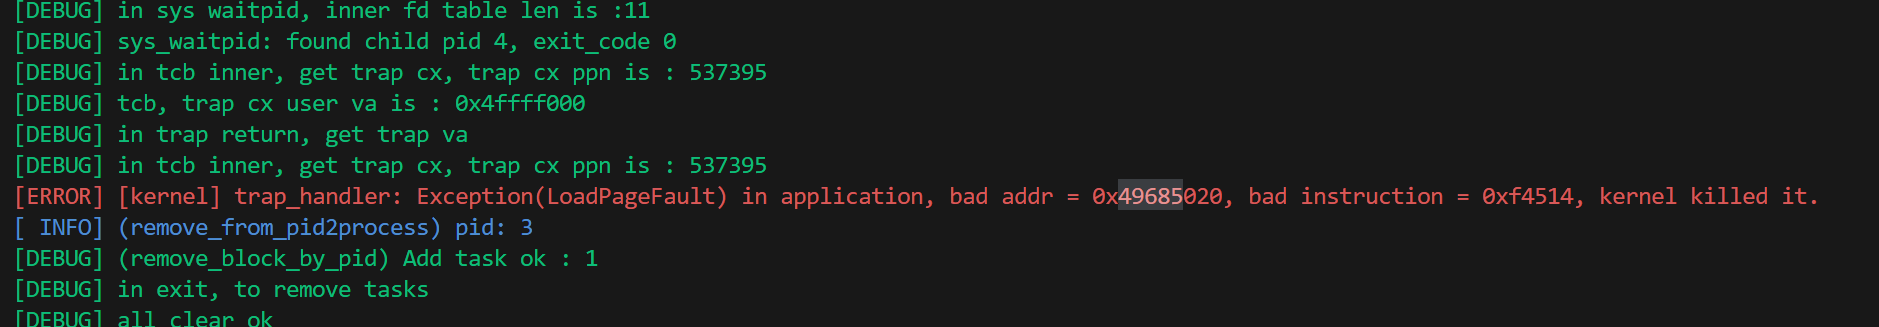 [DEBUG] in sys waitpid, inner fd table len is :11
[DEBUG] sys_waitpid: found child pid 4, exit_code 0
[DEBUG] in tcb inner, get trap cx, trap cx ppn is : 537395
[DEBUG] tcb, trap cx user va is : 0x4ffff000
[DEBUG] in trap return, get trap va
[DEBUG] in tcb inner, get trap cx, trap cx ppn is : 537395
[ERROR] [kernel] trap_handler: Exception(LoadPageFault) in application, bad addr = 0x49685020, bad instruction = 0xf4514, kernel killed it.
[ INFO] (remove_from_pid2process) pid: 3
[DEBUG] (remove_block_by_pid) Add task ok : 1
[DEBUG] in exit, to remove tasks
[DEBUG] all clear ok